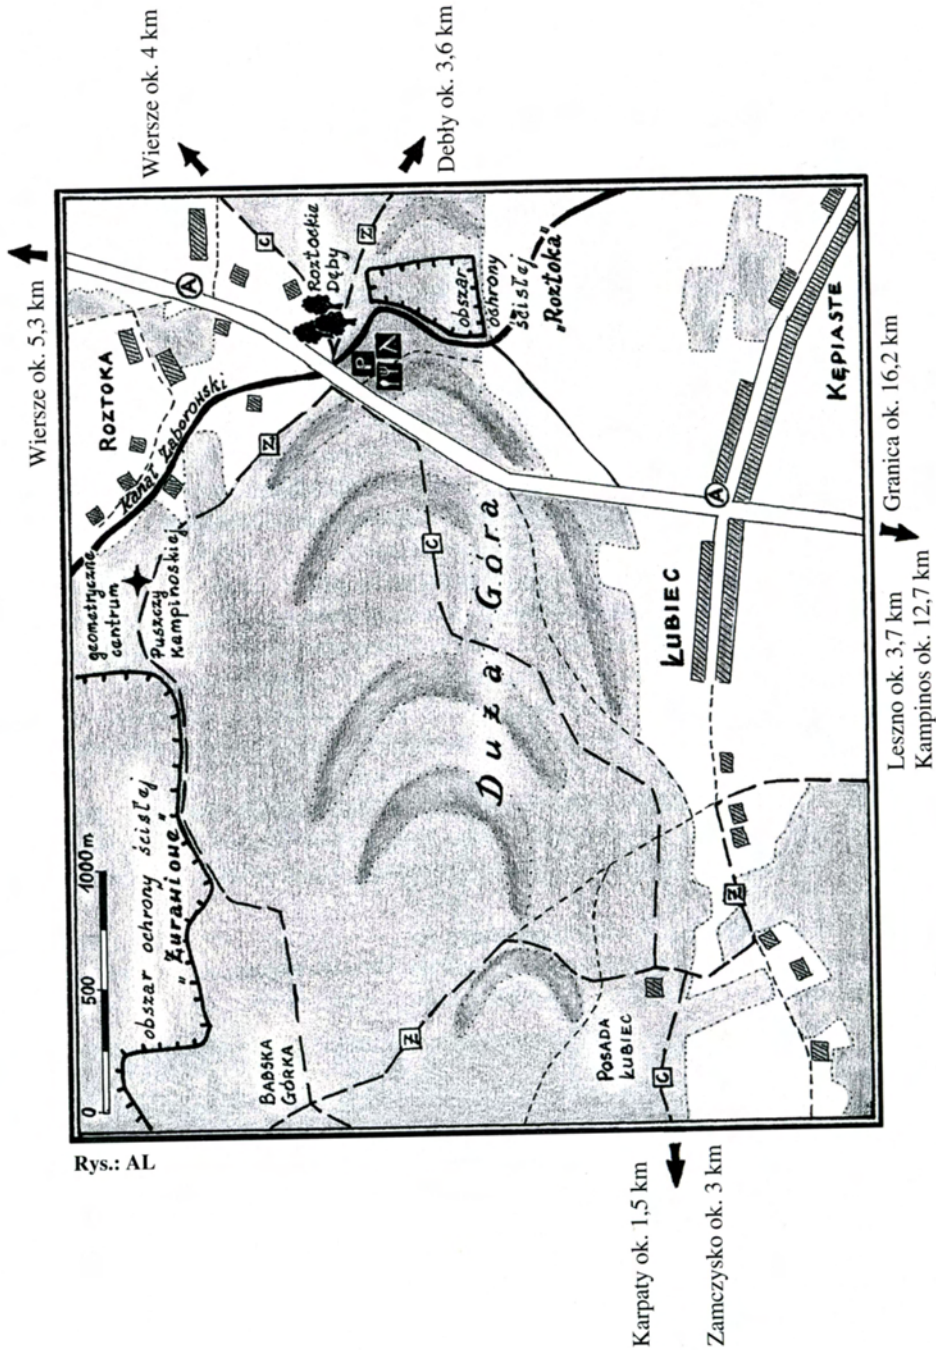 Wiersze ok. 5,3 km
Wiersze ok. 4 km
Debły ok. 3,6 km
0 500 1000 m
obszar ochrony ścisłej
"Żurawiowe"
geometryczne
centrum
Puszczy
Kampinoskiej
ROZTOKA
Kanał Zaborowski
A
Z
C
Roztockie
Dęby
Z
P
BABSKA
GÓRKA
Z
C
obszar
ochrony
ścisłej
„Roztoka"
Duża Góra
POSADA
ŁUBIEC
C
ŁUBIEC
A
Z
KĘPIASTE
Rys.: AL
Karpaty ok. 1,5 km
Zamczysko ok. 3 km
Leszno ok. 3,7 km
Kampinos ok. 12,7 km
Granica ok. 16,2 km